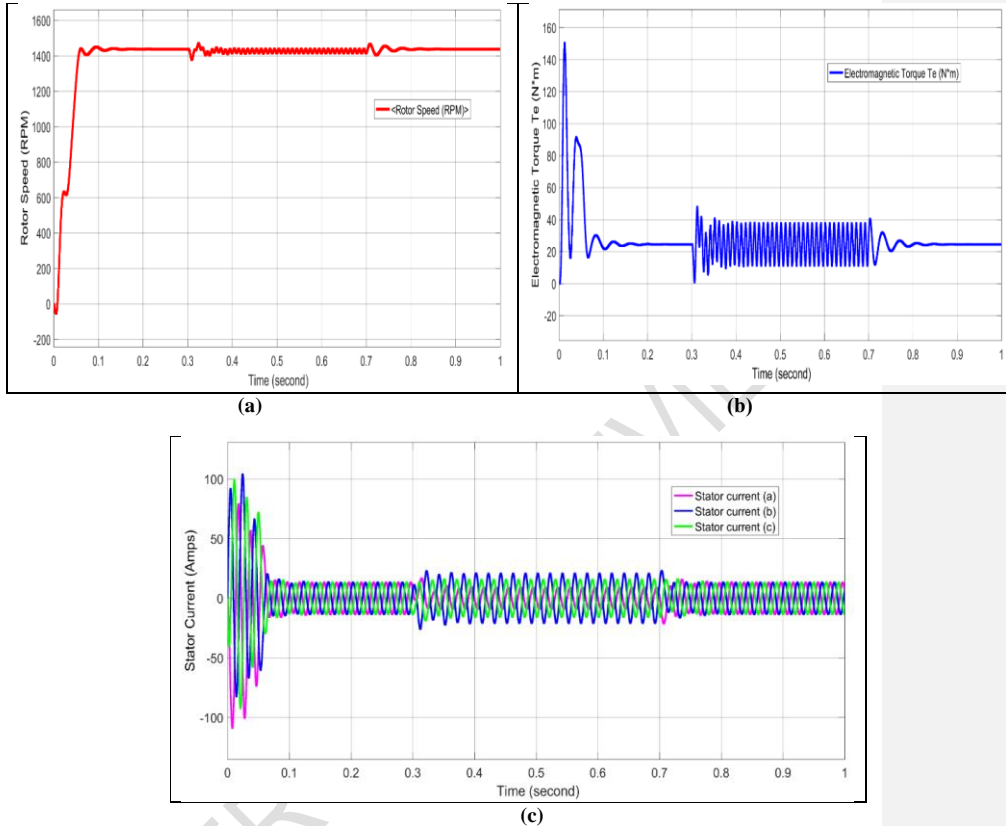 1600
1400
1200
1000
800
600
400
200
0
-200
Rotor Speed (RPM)
<Rotor Speed (RPM)>
0 0.1 0.2 0.3 0.4 0.5 0.6 0.7 0.8 0.9 1
Time (second)
(a)
160
140
120
100
80
60
40
20
0
-20
Electromagnetic Torque Te (N*m)
Electromagnetic Torque Te (N*m)
0 0.1 0.2 0.3 0.4 0.5 0.6 0.7 0.8 0.9 1
Time (second)
(b)
100
50
0
-50
-100
Stator Current (Amps)
Stator current (a)
Stator current (b)
Stator current (c)
0 0.1 0.2 0.3 0.4 0.5 0.6 0.7 0.8 0.9 1
Time (second)
(c)